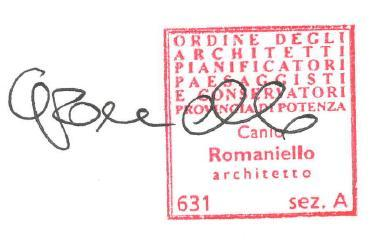 ORDINE DEGLI
ARCHITETTI
PIANIFICATORI
PAESAGGISTI
E CONSERVATORI
PROVINCIA DI POTENZA
Canio
Romaniello
architetto
631 sez. A